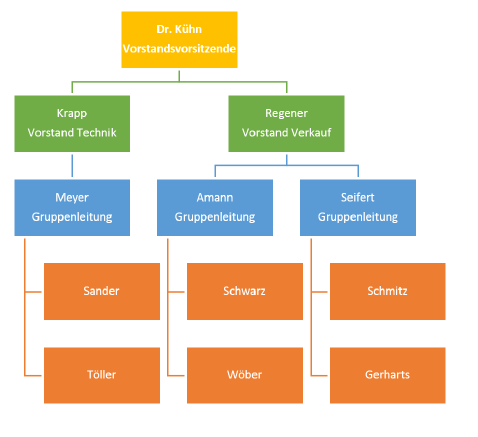 Dr. Kühn
Vorstandsvorsitzende
Krapp
Vorstand Technik
Regener
Vorstand Verkauf
Meyer
Gruppenleitung
Amann
Gruppenleitung
Seifert
Gruppenleitung
Sander
Schwarz
Schmitz
Töller
Wöber
Gerharts